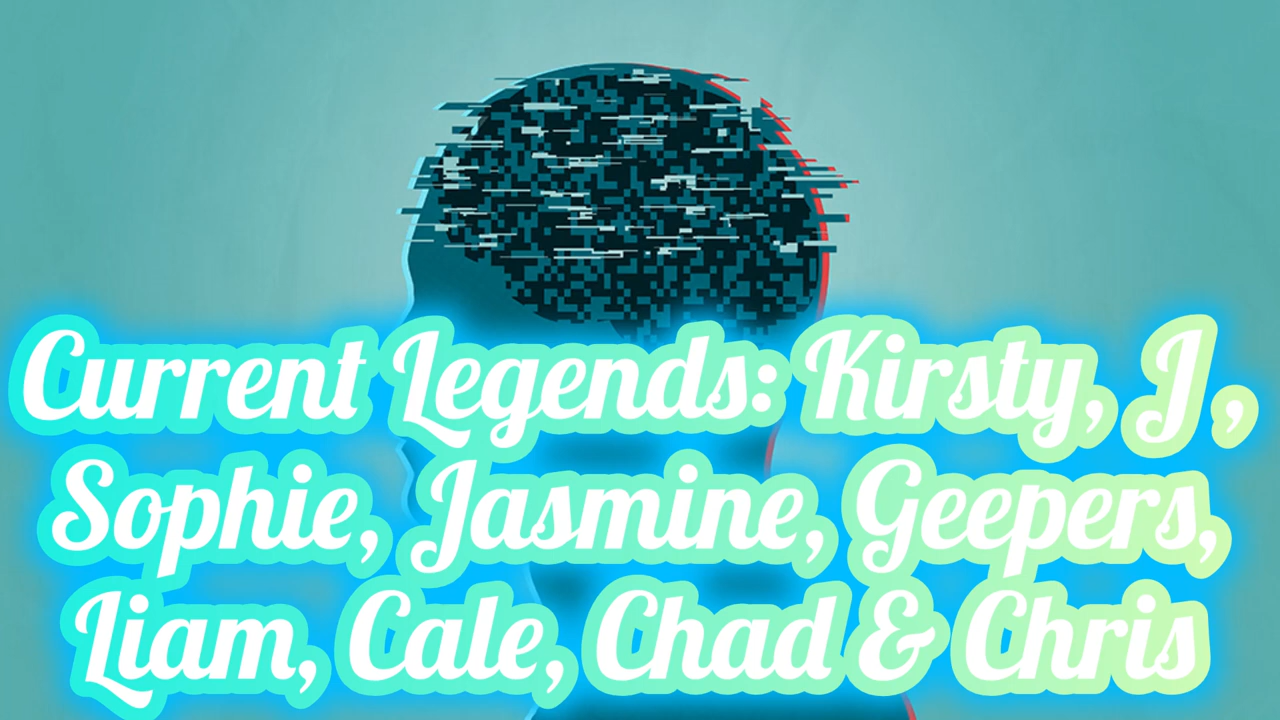 Current Legends: Kirsty, J ,
Sophie, Jasmine, Geepers,
Liam, Cale, Chad & Chris